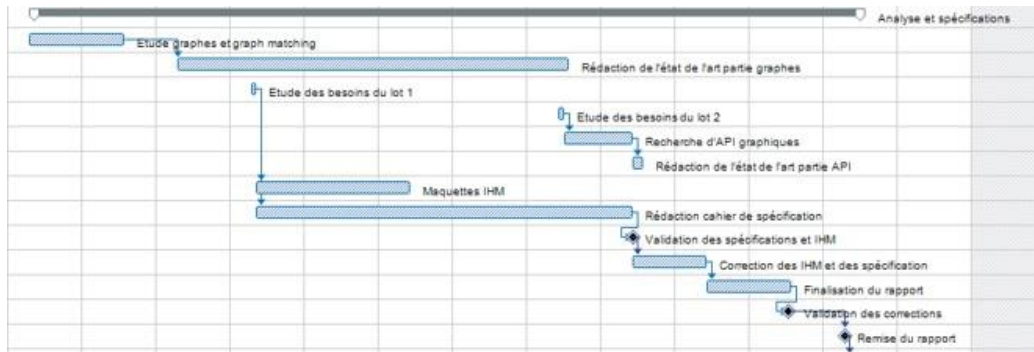 Analyse et spécifications
Etude graphes et graph matching
Rédaction de l'état de l'art partie graphes
Etude des besoins du lot 1
Etude des besoins du lot 2
Recherche d'API graphiques
Rédaction de l'état de l'art partie API
Maquettes IHM
Rédaction cahier de spécification
Validation des spécifications et IHM
Correction des IHM et des spécification
Finalisation du rapport
Validation des corrections
Remise du rapport